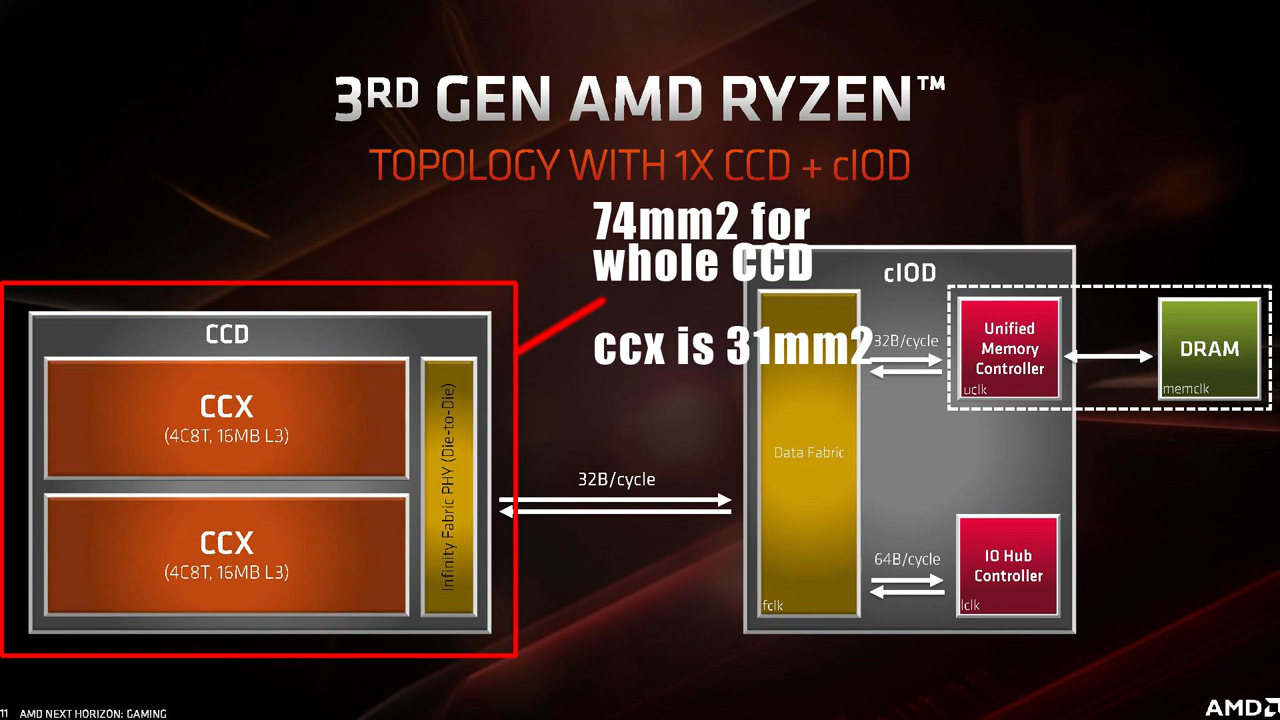 3RD GEN AMD RYZEN™
TOPOLOGY WITH 1X CCD + cIOD
74mm2 for
whole CCD
ccx is 31mm2
CCD
CCX
(4C8T, 16MB L3)
CCX
(4C8T, 16MB L3)
Infinity Fabric PHY (Die-to-Die)
32B/cycle
cIOD
Data Fabric
fclk
32B/cycle
Unified
Memory
Controller
uclk
DRAM
memclk
64B/cycle
IO Hub
Controller
lclk
11 AMD NEXT HORIZON: GAMING
AMD